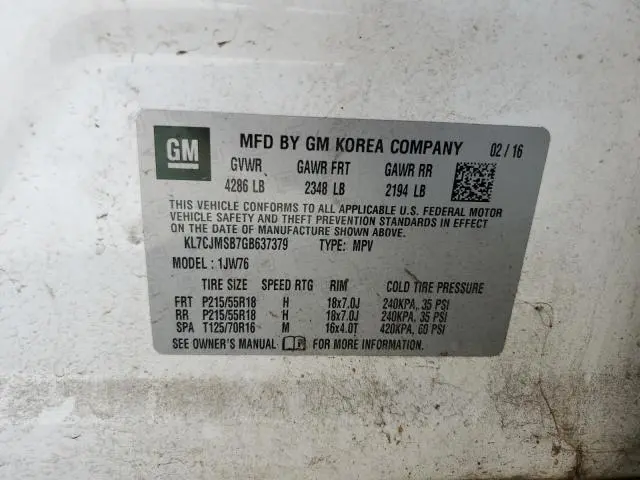 GM
MFD BY GM KOREA COMPANY 02 / 16
GVWR GAWR FRT GAWR RR
4286 LB 2348 LB 2194 LB
THIS VEHICLE CONFORMS TO ALL APPLICABLE U.S. FEDERAL MOTOR
VEHICLE SAFETY AND THEFT PREVENTION STANDARDS IN EFFECT
ON THE DATE OF MANUFACTURE SHOWN ABOVE.
KL7CJMSB7GB637379 TYPE: MPV
MODEL : 1JW76
TIRE SIZE SPEED RTG RIM COLD TIRE PRESSURE
FRT P215/55R18 H 18x7.0J 240KPA, 35 PSI
RR P215/55R18 H 18x7.0J 240KPA, 35 PSI
SPA T125/70R16 M 16x4.0T 420KPA, 60 PSI
SEE OWNER'S MANUAL FOR MORE INFORMATION.